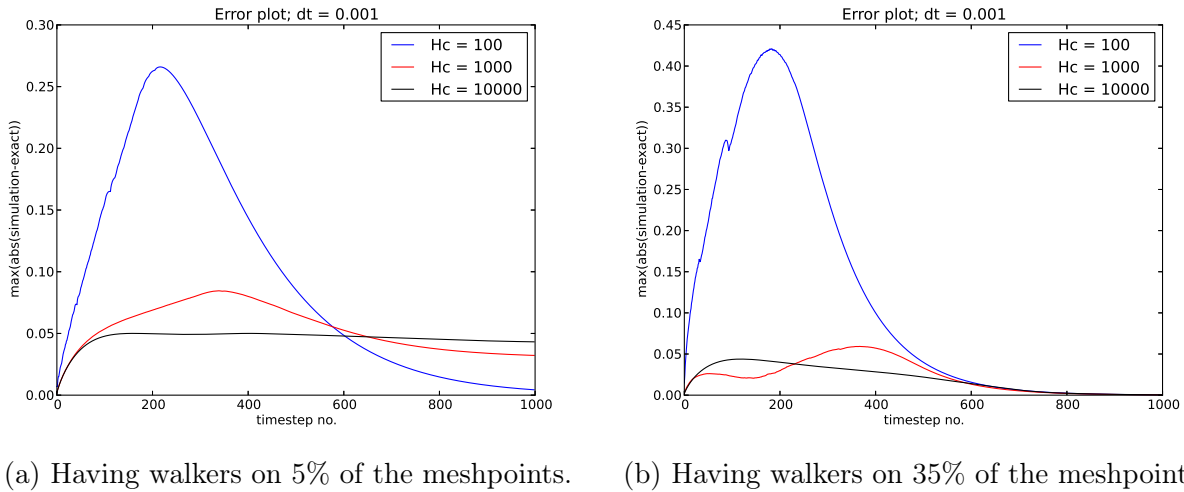 Error plot; dt = 0.001
max(abs(simulation-exact))
0.30
0.25
0.20
0.15
0.10
0.05
0.00
Hc = 100
Hc = 1000
Hc = 10000
0 200 400 600 800 1000
timestep no.
(a) Having walkers on 5% of the meshpoints.
Error plot; dt = 0.001
max(abs(simulation-exact))
0.45
0.40
0.35
0.30
0.25
0.20
0.15
0.10
0.05
0.00
Hc = 100
Hc = 1000
Hc = 10000
0 200 400 600 800 1000
timestep no.
(b) Having walkers on 35% of the meshpoint